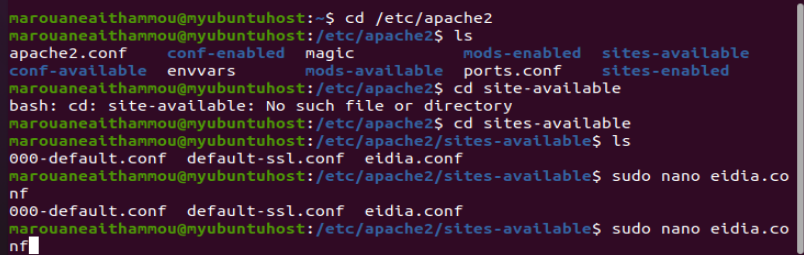 marouaneaithammou@myubuntuhost:~$ cd /etc/apache2
marouaneaithammou@myubuntuhost:/etc/apache2$ ls
apache2.conf conf-enabled magic mods-enabled sites-available
conf-available envvars mods-available ports.conf sites-enabled
marouaneaithammou@myubuntuhost:/etc/apache2$ cd site-available
bash: cd: site-available: No such file or directory
marouaneaithammou@myubuntuhost:/etc/apache2$ cd sites-available
marouaneaithammou@myubuntuhost:/etc/apache2/sites-available$ ls
000-default.conf default-ssl.conf eidia.conf
marouaneaithammou@myubuntuhost:/etc/apache2/sites-available$ sudo nano eidia.co
nf
000-default.conf default-ssl.conf eidia.conf
marouaneaithammou@myubuntuhost:/etc/apache2/sites-available$ sudo nano eidia.co
nf